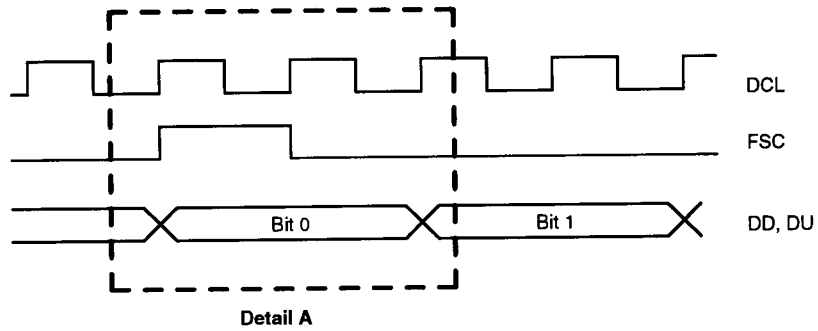 DCL
FSC
Bit 0
Bit 1
DD, DU
Detail A